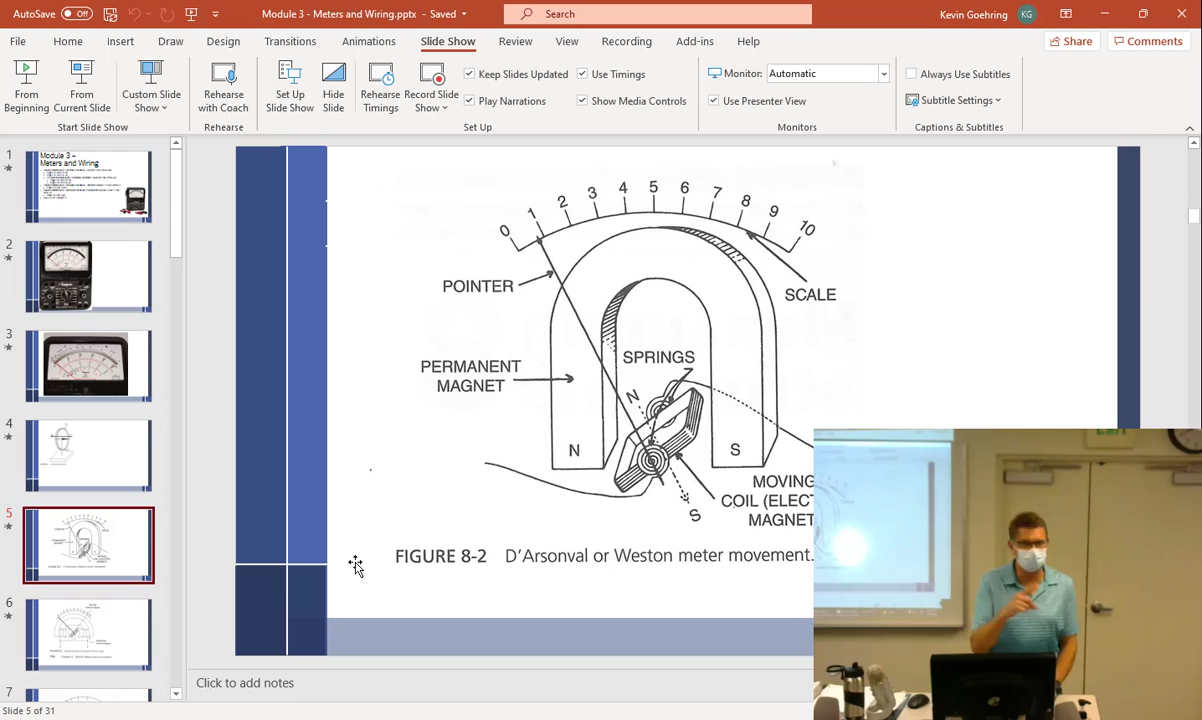 AutoSave Off Module 3 - Meters and Wiring.pptx - Saved Search Kevin Goehring KG
File Home Insert Draw Design Transitions Animations Slide Show Review View Recording Add-ins Help Share Comments
From Beginning
From Current Slide
Custom Slide Show
Rehearse with Coach
Set Up Slide Show
Hide Slide
Rehearse Timings
Record Slide Show
Keep Slides Updated
Play Narrations
Use Timings
Show Media Controls
Monitor: Automatic
Use Presenter View
Always Use Subtitles
Subtitle Settings
Start Slide Show Rehearse Set Up Monitors Captions & Subtitles
1
Module 3 –
Meters and Wiring
2
3
4
5
6
7
0 1 2 3 4 5 6 7 8 9 10
POINTER
SCALE
PERMANENT
MAGNET
SPRINGS
N
N
S
S
MOVING
COIL (ELECT
MAGNET
FIGURE 8-2 D'Arsonval or Weston meter movement.
EXIT
Click to add notes
Slide 5 of 31